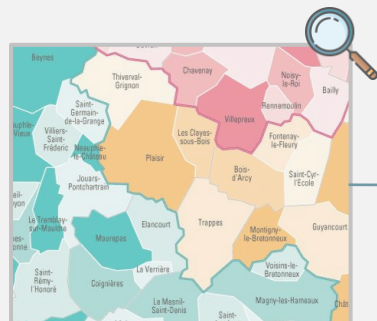 Beynes
Thiverval-
Grignon
Chavenay
Noisy-
le-Roi
Bailly
Rennemoulin
Villepreux
Saint-
Germain-
de-la-Grange
Villiers-
Saint-
Fréderic
Neauphle-
le-Château
Plaisir
Les Clayes-
sous-Bois
Fontenay-
le-Fleury
Bois-
d'Arcy
Saint-Cyr-
l'Ecole
Jouars-
Pontchartrain
Le Tremblay-
sur-Mauldre
Elancourt
Trappes
Montigny-
le-Bretonneux
Guyancourt
Maurepas
Saint-
Rémy-
l'Honoré
Coignières
La Verrière
Voisins-le-
Bretonneux
Le Mesnil-
Saint-Denis
Magny-les-Hameaux
Saint-